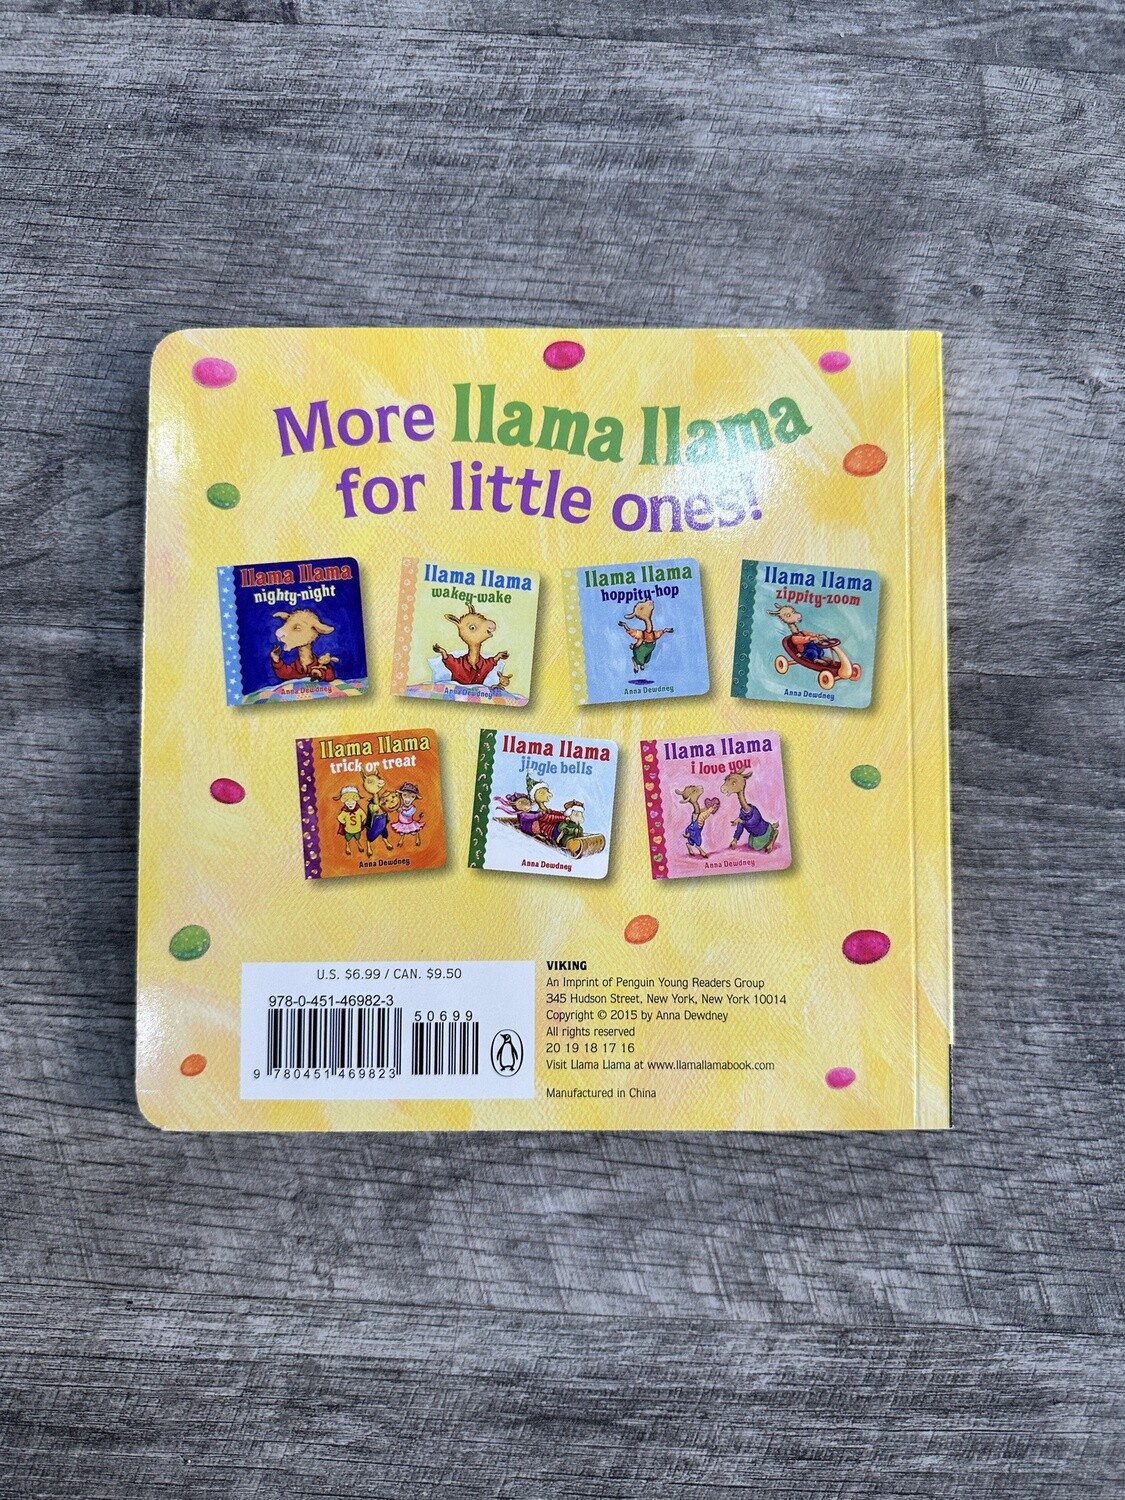 More llama llama
for little ones!
llama llama
nighty-night
Anna Dewdney
llama llama
wakey-wake
Anna Dewdney
llama llama
hoppity-hop
Anna Dewdney
llama llama
zippity-zoom
Anna Dewdney
llama llama
trick or treat
S
Anna Dewdney
llama llama
jingle bells
Anna Dewdney
llama llama
i love you
Anna Dewdney
U.S. $6.99 / CAN. $9.50
978-0-451-46982-3
50699
9 780451 469823
VIKING
An Imprint of Penguin Young Readers Group
345 Hudson Street, New York, New York 10014
Copyright © 2015 by Anna Dewdney
All rights reserved
20 19 18 17 16
Visit Llama Llama at www.llamallamabook.com
Manufactured in China